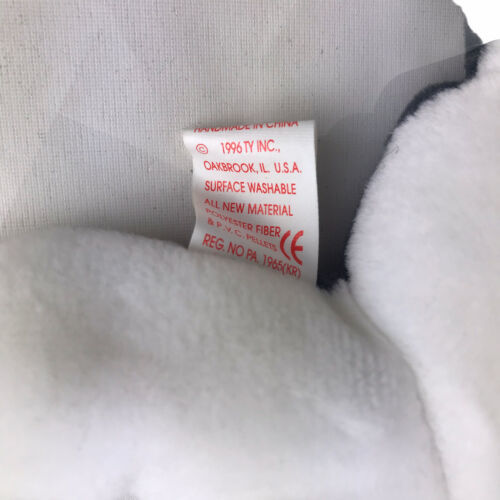 HANDMADE IN CHINA
© 1996 TY INC.,
OAKBROOK, IL. U.S.A.
SURFACE WASHABLE
ALL NEW MATERIAL
POLYESTER FIBER
& P.V.C. PELLETS CE
REG. NO PA. 1965(KR)